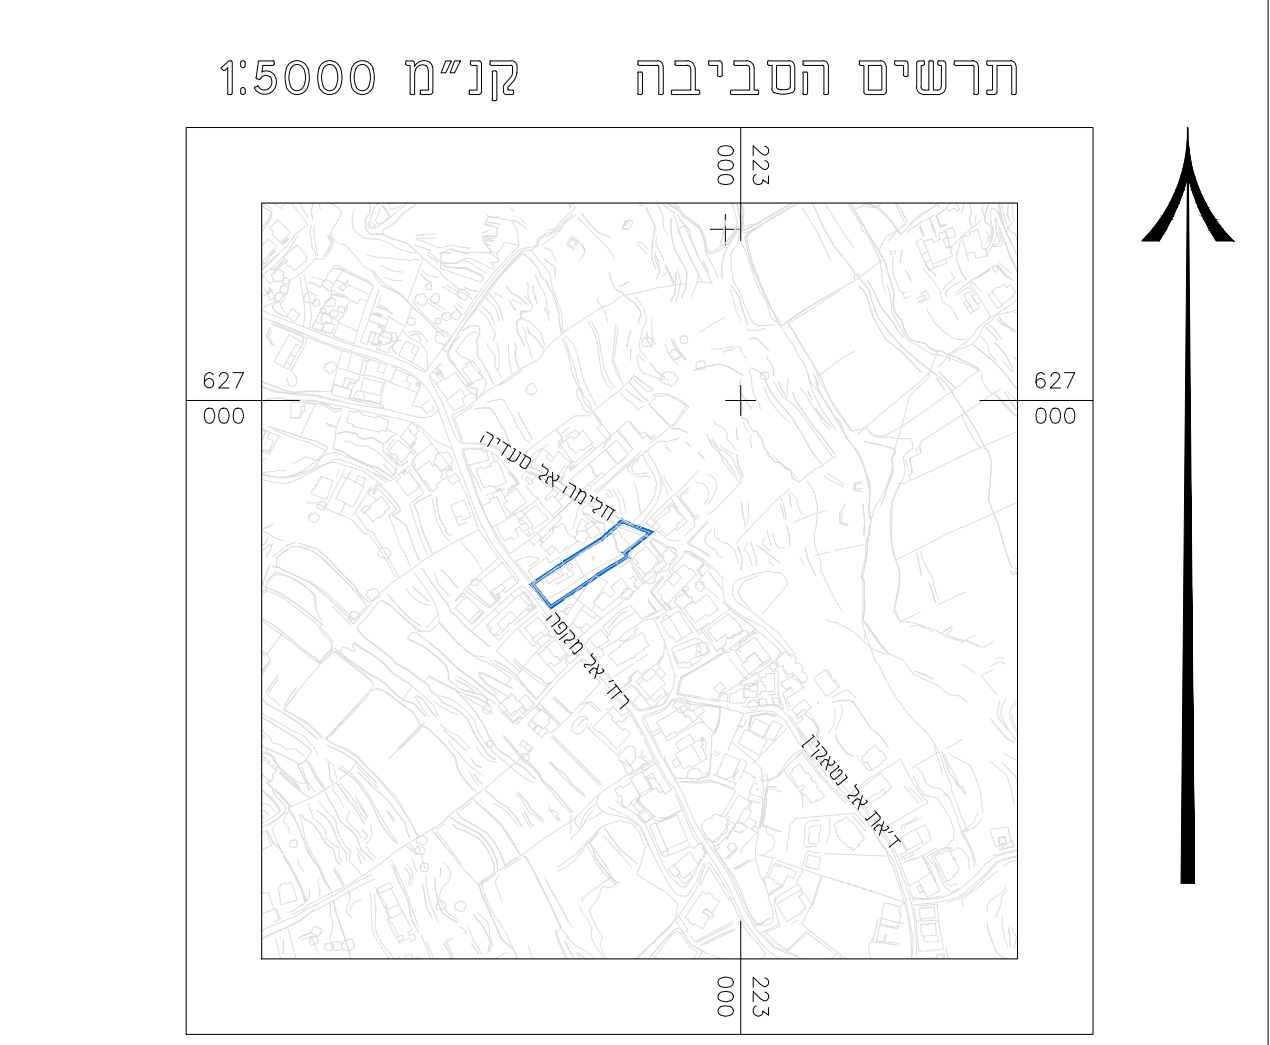 תרשים הסביבה קנ"מ 1:5000
000 223
627 627
000 000
חלימה אל סעדיה
רח' אל מקפה
ד'את אל נטאקין
000 223